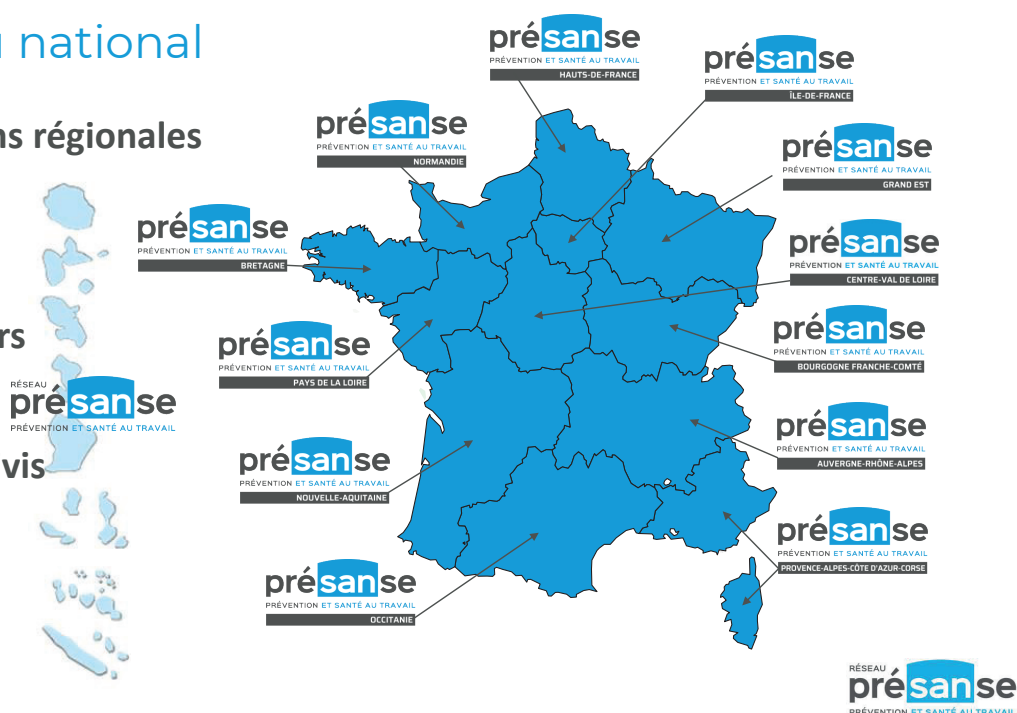 u national
ns régionales
rs
vis
RÉSEAU
présanse
PRÉVENTION ET SANTÉ AU TRAVAIL
présanse
PRÉVENTION ET SANTÉ AU TRAVAIL
HAUTS-DE-FRANCE
présanse
PRÉVENTION ET SANTÉ AU TRAVAIL
ÎLE-DE-FRANCE
présanse
PRÉVENTION ET SANTÉ AU TRAVAIL
NORMANDIE
présanse
PRÉVENTION ET SANTÉ AU TRAVAIL
GRAND EST
présanse
PRÉVENTION ET SANTÉ AU TRAVAIL
BRETAGNE
présanse
PRÉVENTION ET SANTÉ AU TRAVAIL
CENTRE-VAL DE LOIRE
présanse
PRÉVENTION ET SANTÉ AU TRAVAIL
BOURGOGNE FRANCHE-COMTÉ
présanse
PRÉVENTION ET SANTÉ AU TRAVAIL
PAYS DE LA LOIRE
présanse
PRÉVENTION ET SANTÉ AU TRAVAIL
AUVERGNE-RHÔNE-ALPES
présanse
PRÉVENTION ET SANTÉ AU TRAVAIL
NOUVELLE-AQUITAINE
présanse
PRÉVENTION ET SANTÉ AU TRAVAIL
PROVENCE-ALPES-CÔTE D'AZUR-CORSE
présanse
PRÉVENTION ET SANTÉ AU TRAVAIL
OCCITANIE
RÉSEAU
présanse
PRÉVENTION ET SANTÉ AU TRAVAIL